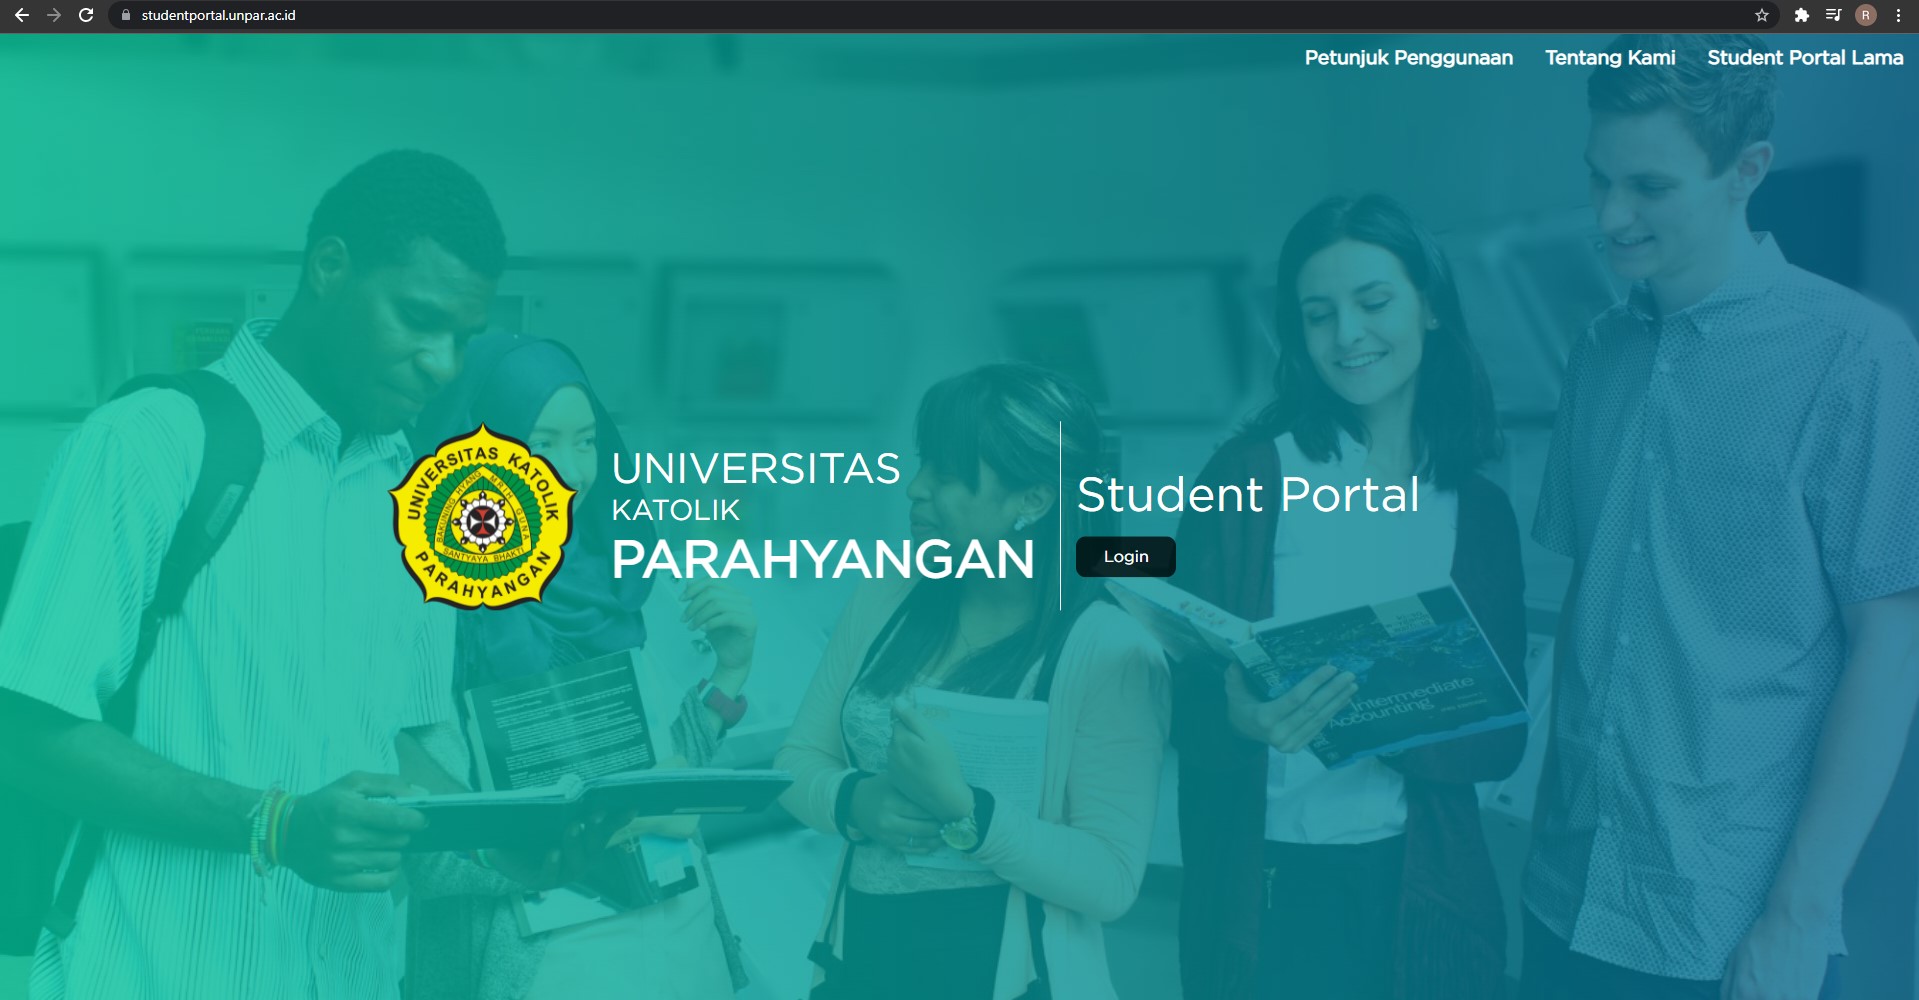 studentportal.unpar.ac.id
R
Petunjuk Penggunaan
Tentang Kami
Student Portal Lama
UNIVERSITAS KATOLIK
PARAHYANGAN
BAKUNING HYANG MRIH GUNA
SANTYAYA BHAKTI
UNIVERSITAS
KATOLIK
PARAHYANGAN
Student Portal
Login
Intermediate
Accounting